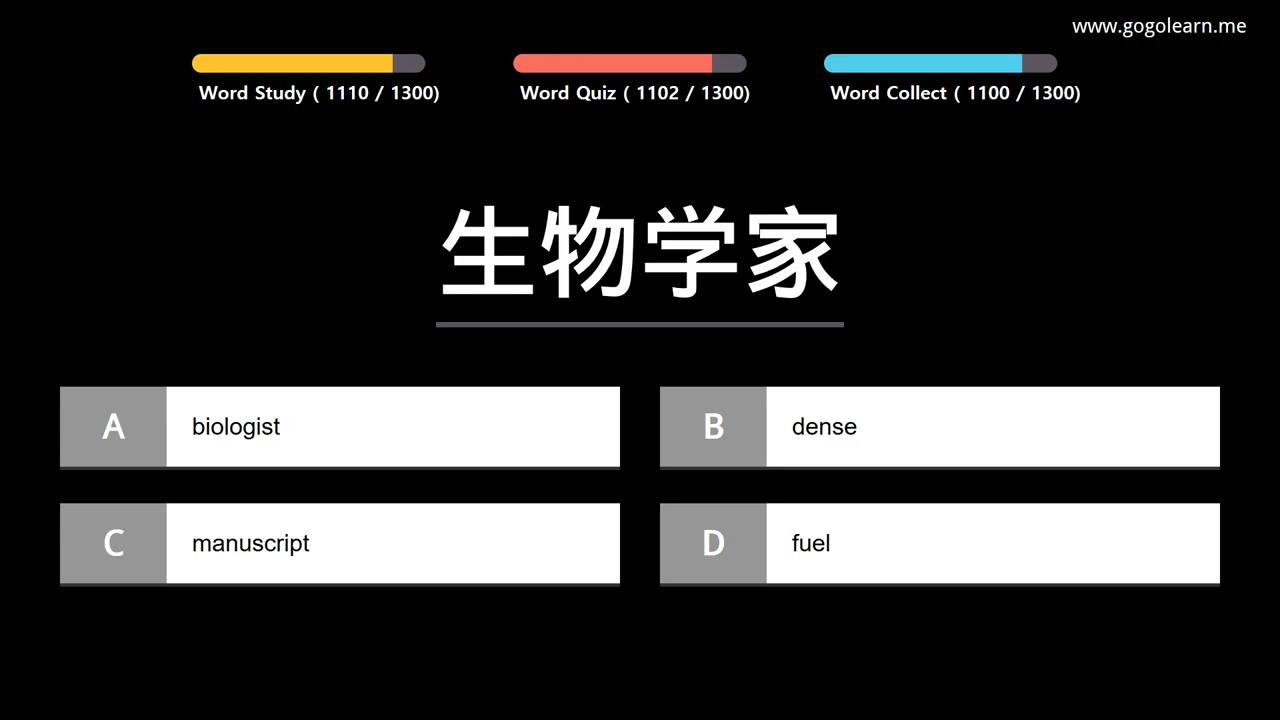 www.gogolearn.me
Word Study ( 1110 / 1300)
Word Quiz ( 1102 / 1300)
Word Collect ( 1100 / 1300)
生物学家
A biologist
B dense
C manuscript
D fuel